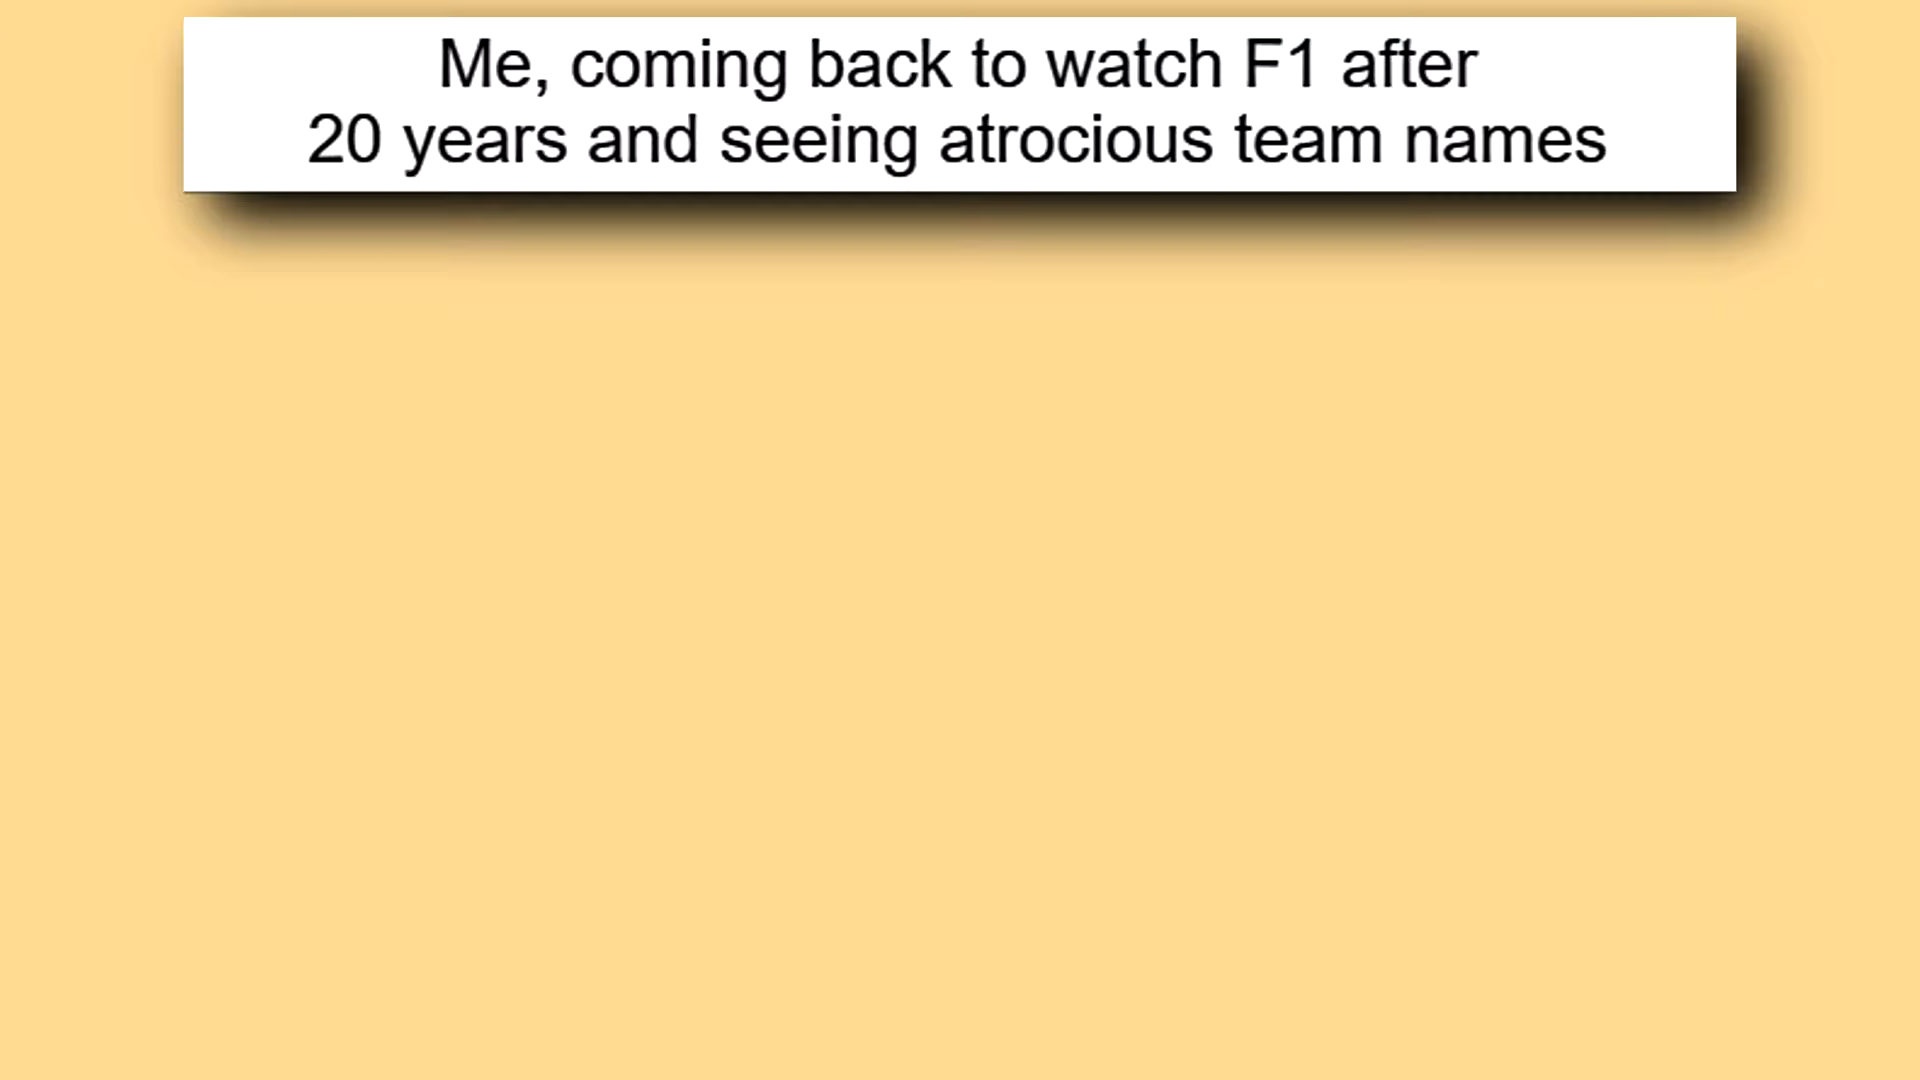 Me, coming back to watch F1 after
20 years and seeing atrocious team names